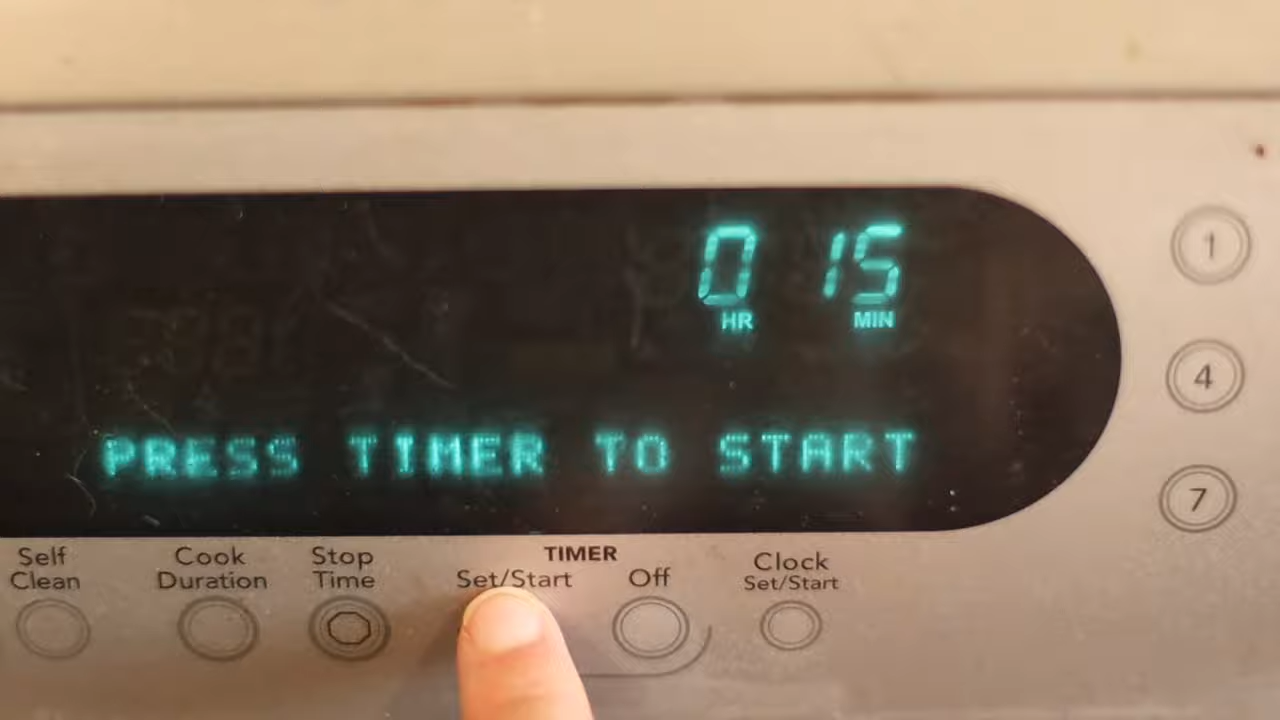 0 15
HR MIN
PRESS TIMER TO START
1
4
7
Self Clean
Cook Duration
Stop Time
TIMER
Set/Start
Off
Clock
Set/Start